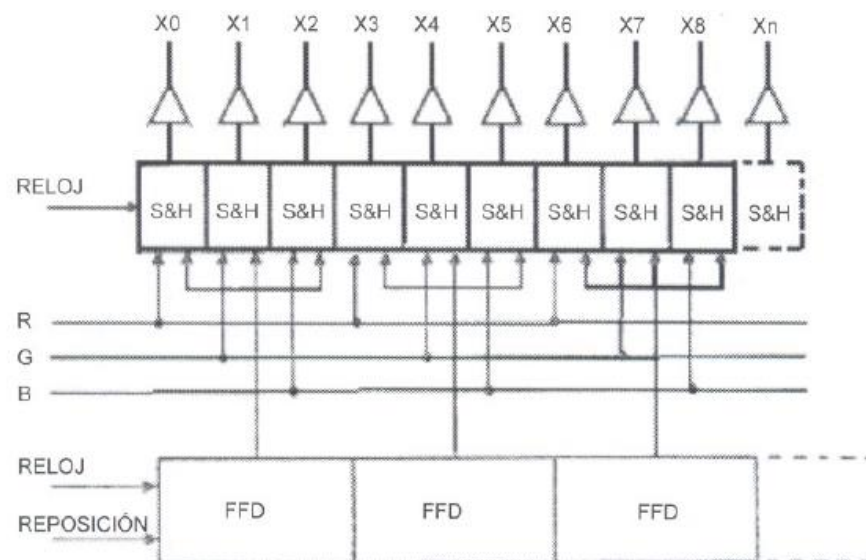 X0 X1 X2 X3 X4 X5 X6 X7 X8 Xn
RELOJ
S&H S&H S&H S&H S&H S&H S&H S&H S&H S&H
R
G
B
RELOJ
FFD FFD FFD
REPOSICIÓN